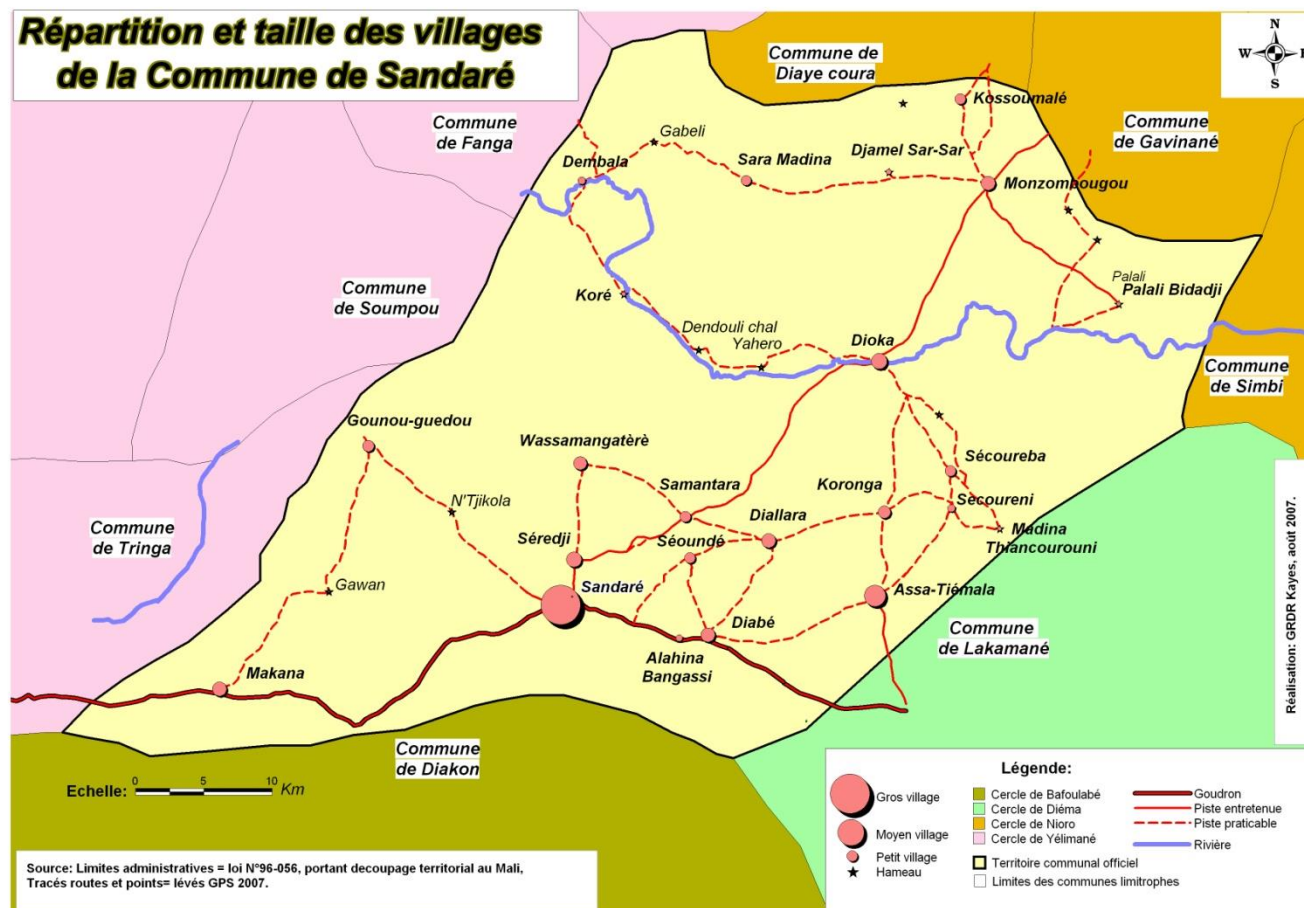 Répartition et taille des villages
de la Commune de Sandaré
N
W
S
Commune de
Diaye coura
Commune
de Fanga
Commune
de Gavinané
Kossoumalé
Gabeli
Dembala
Sara Madina
Djamel Sar-Sar
Monzompougou
Commune
de Soumpou
Koré
Palali
Palali Bidadji
Dendouli chal
Yahero
Dioka
Commune
de Simbi
Gounou-guedou
Wassamangatèrè
Sécoureba
Samantara
Koronga
N'Tjikola
Secoureni
Commune
de Tringa
Diallara
Madina
Thiancourouni
Séredji
Séoundé
Gawan
Sandaré
Assa-Tiémala
Diabé
Commune
de Lakamané
Alahina
Bangassi
Makana
Commune
de Diakon
Echelle:
0 5 10
Km
Réalisation: GRDR Kayes, août 2007.
Légende:
Gros village
Moyen village
Petit village
Hameau
Cercle de Bafoulabé
Cercle de Diéma
Cercle de Nioro
Cercle de Yélimané
Territoire communal officiel
Limites des communes limitrophes
Goudron
Piste entretenue
Piste praticable
Rivière
Source: Limites administratives = loi N°96-056, portant decoupage territorial au Mali,
Tracés routes et points= lévés GPS 2007.